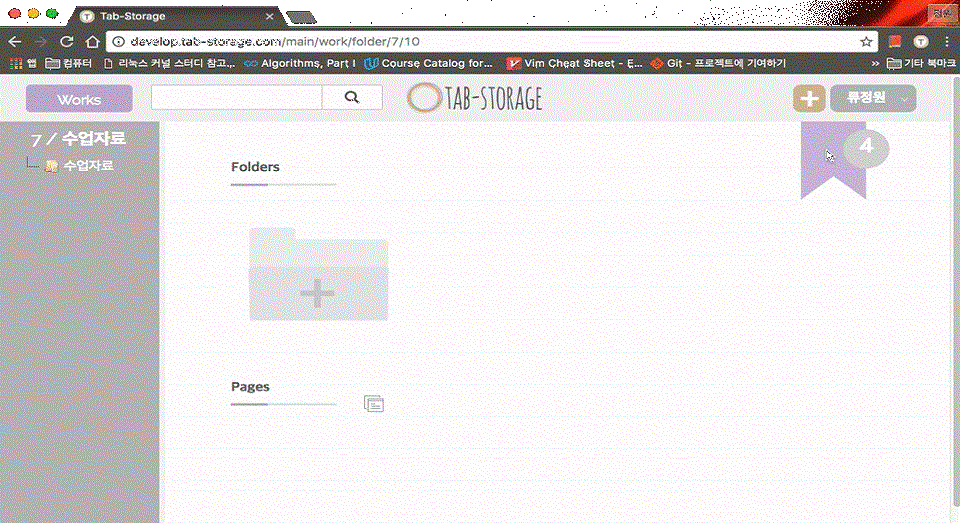 Tab-Storage
정원
develop.tab-storage.com/main/work/folder/7/10
앱 컴퓨터 리눅스 커널 스터디 참고... Algorithms, Part I Course Catalog for... Vim Cheat Sheet - E... Git - 프로젝트에 기여하기 » 기타 북마크
Works TAB-STORAGE 류정원
7 / 수업자료
수업자료
4
Folders
Pages